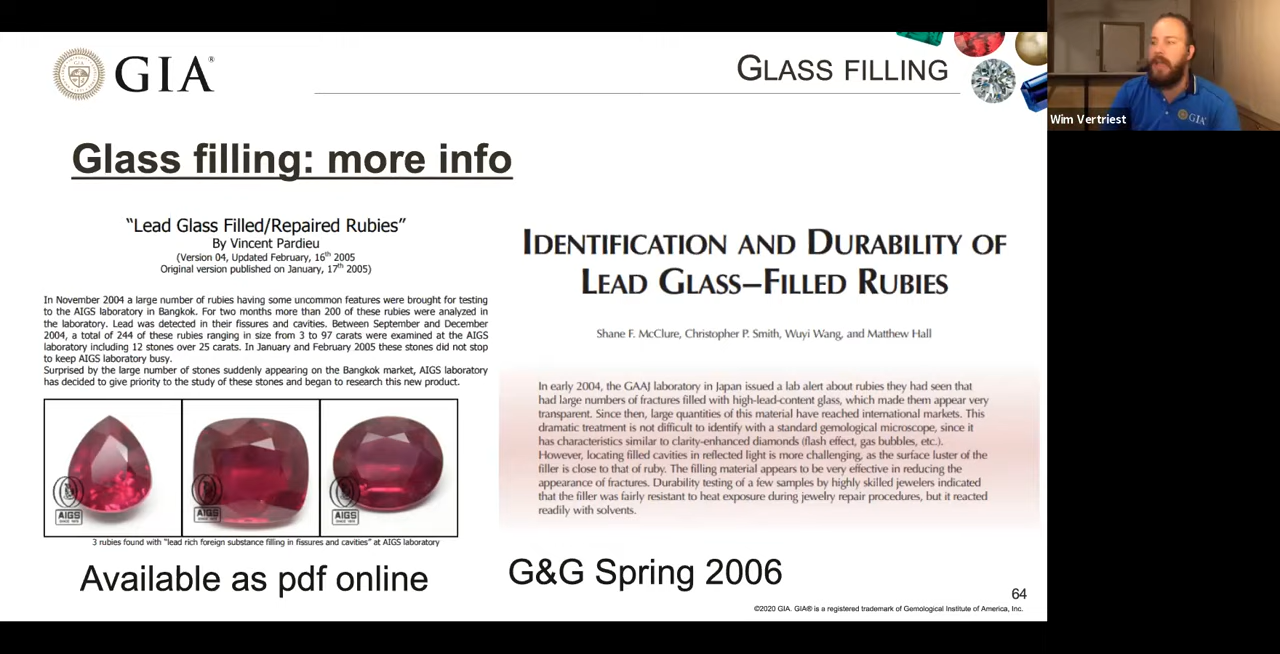 GIA®
GLASS FILLING
Wim Vertriest
GIA
Glass filling: more info
“Lead Glass Filled/Repaired Rubies”
By Vincent Pardieu
(Version 04, Updated February, 16th 2005
Original version published on January, 17th 2005)
In November 2004 a large number of rubies having some uncommon features were brought for testing
to the AIGS laboratory in Bangkok. For two months more than 200 of these rubies were analyzed in
the laboratory. Lead was detected in their fissures and cavities. Between September and December
2004, a total of 244 of these rubies ranging in size from 3 to 97 carats were examined at the AIGS
laboratory including 12 stones over 25 carats. In January and February 2005 these stones did not stop
to keep AIGS laboratory busy.
Surprised by the large number of stones suddenly appearing on the Bangkok market, AIGS laboratory
has decided to give priority to the study of these stones and began to research this new product.
AIGS
AIGS
AIGS
3 rubies found with “lead rich foreign substance filling in fissures and cavities” at AIGS laboratory
Available as pdf online
IDENTIFICATION AND DURABILITY OF
LEAD GLASS–FILLED RUBIES
Shane F. McClure, Christopher P. Smith, Wuyi Wang, and Matthew Hall
In early 2004, the GAAJ laboratory in Japan issued a lab alert about rubies they had seen that
had large numbers of fractures filled with high-lead-content glass, which made them appear very
transparent. Since then, large quantities of this material have reached international markets. This
dramatic treatment is not difficult to identify with a standard gemological microscope, since it
has characteristics similar to clarity-enhanced diamonds (flash effect, gas bubbles, etc.).
However, locating filled cavities in reflected light is more challenging, as the surface luster of the
filler is close to that of ruby. The filling material appears to be very effective in reducing the
appearance of fractures. Durability testing of a few samples by highly skilled jewelers indicated
that the filler was fairly resistant to heat exposure during jewelry repair procedures, but it reacted
readily with solvents.
G&G Spring 2006
64
©2020 GIA. GIA® is a registered trademark of Gemological Institute of America, Inc.